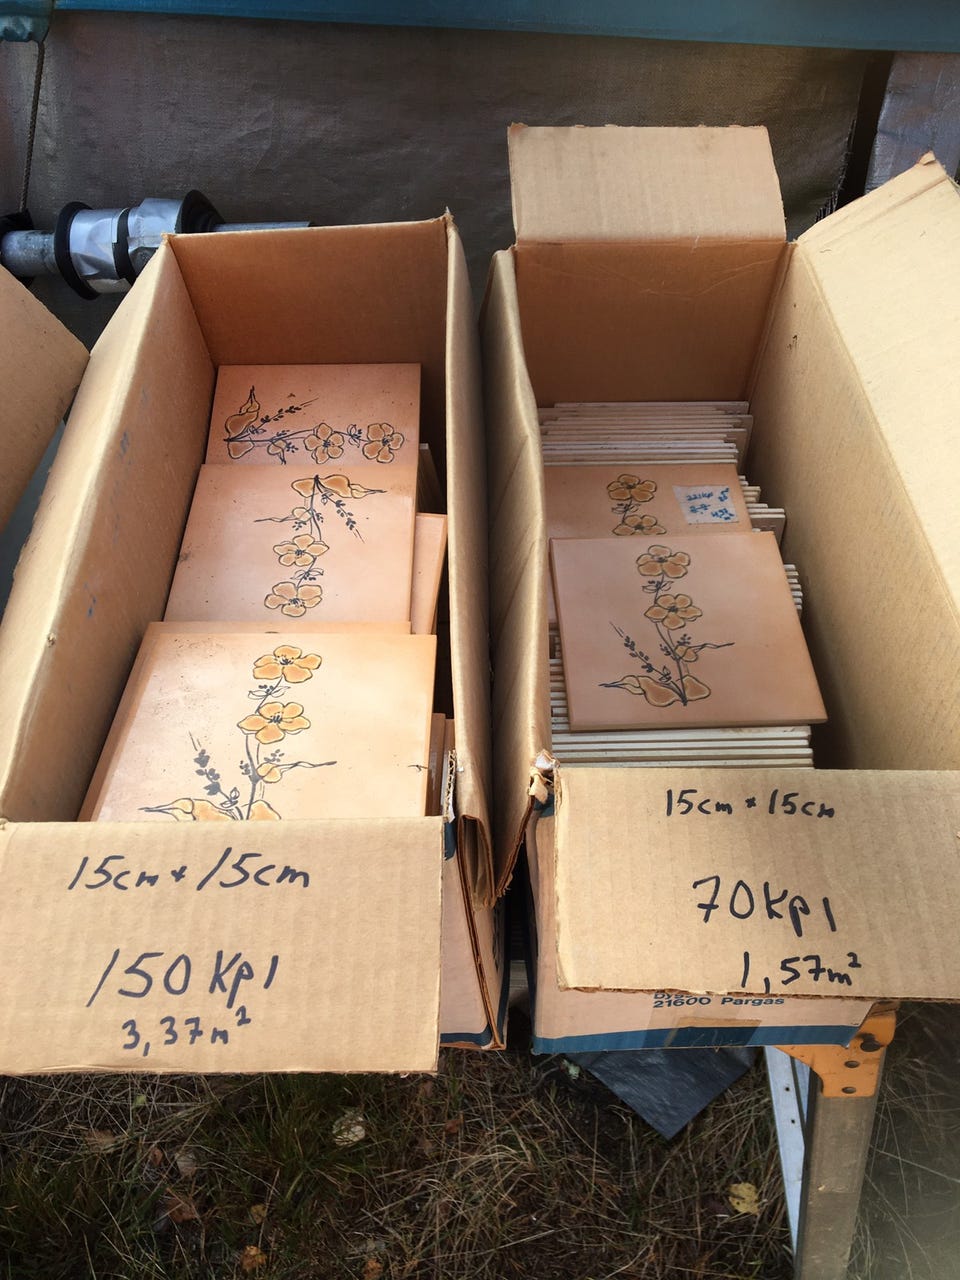 15cm * 15cm
150 Kpl
3,37m²
15cm * 15cm
70 Kpl
1,57m²
21600 Pargas